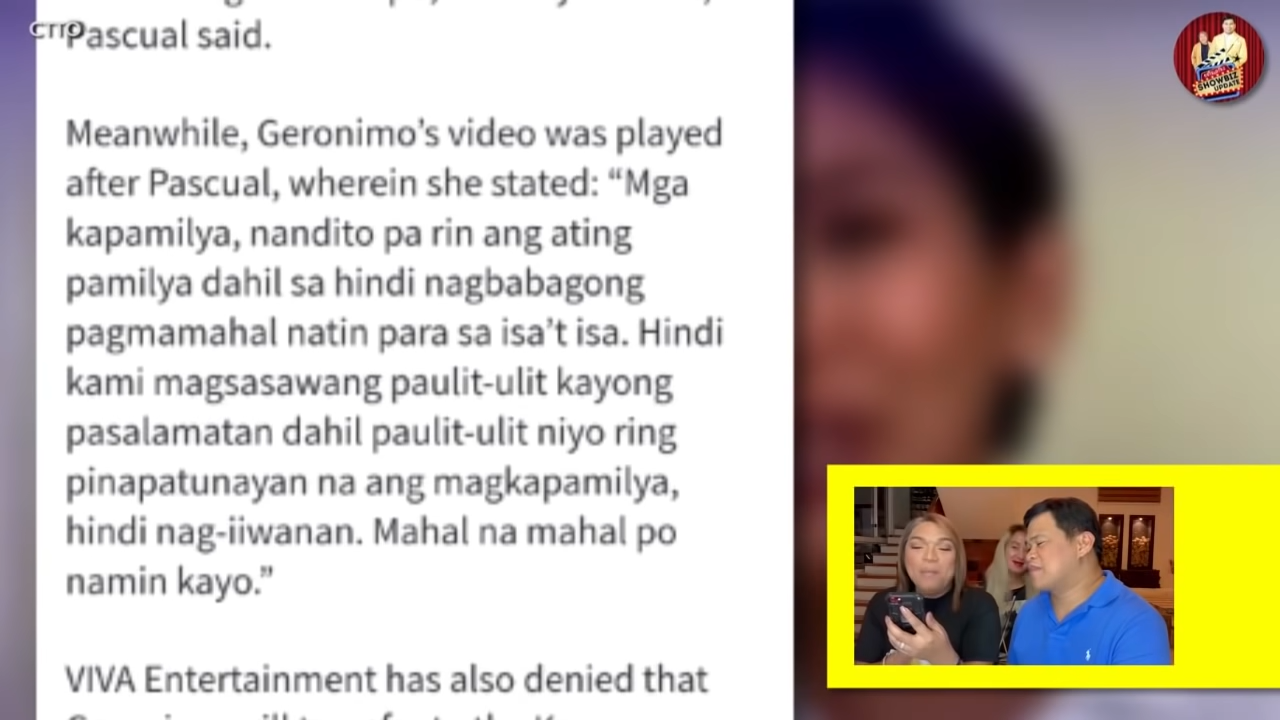 CTTO
Pascual said.
Meanwhile, Geronimo’s video was played
after Pascual, wherein she stated: “Mga
kapamilya, nandito pa rin ang ating
pamilya dahil sa hindi nagbabagong
pagmamahal natin para sa isa’t isa. Hindi
kami magsasawang paulit-ulit kayong
pasalamatan dahil paulit-ulit niyo ring
pinapatunayan na ang magkapamilya,
hindi nag-iiwanan. Mahal na mahal po
namin kayo.”
VIVA Entertainment has also denied that
SHOWBIZ
UPDATE